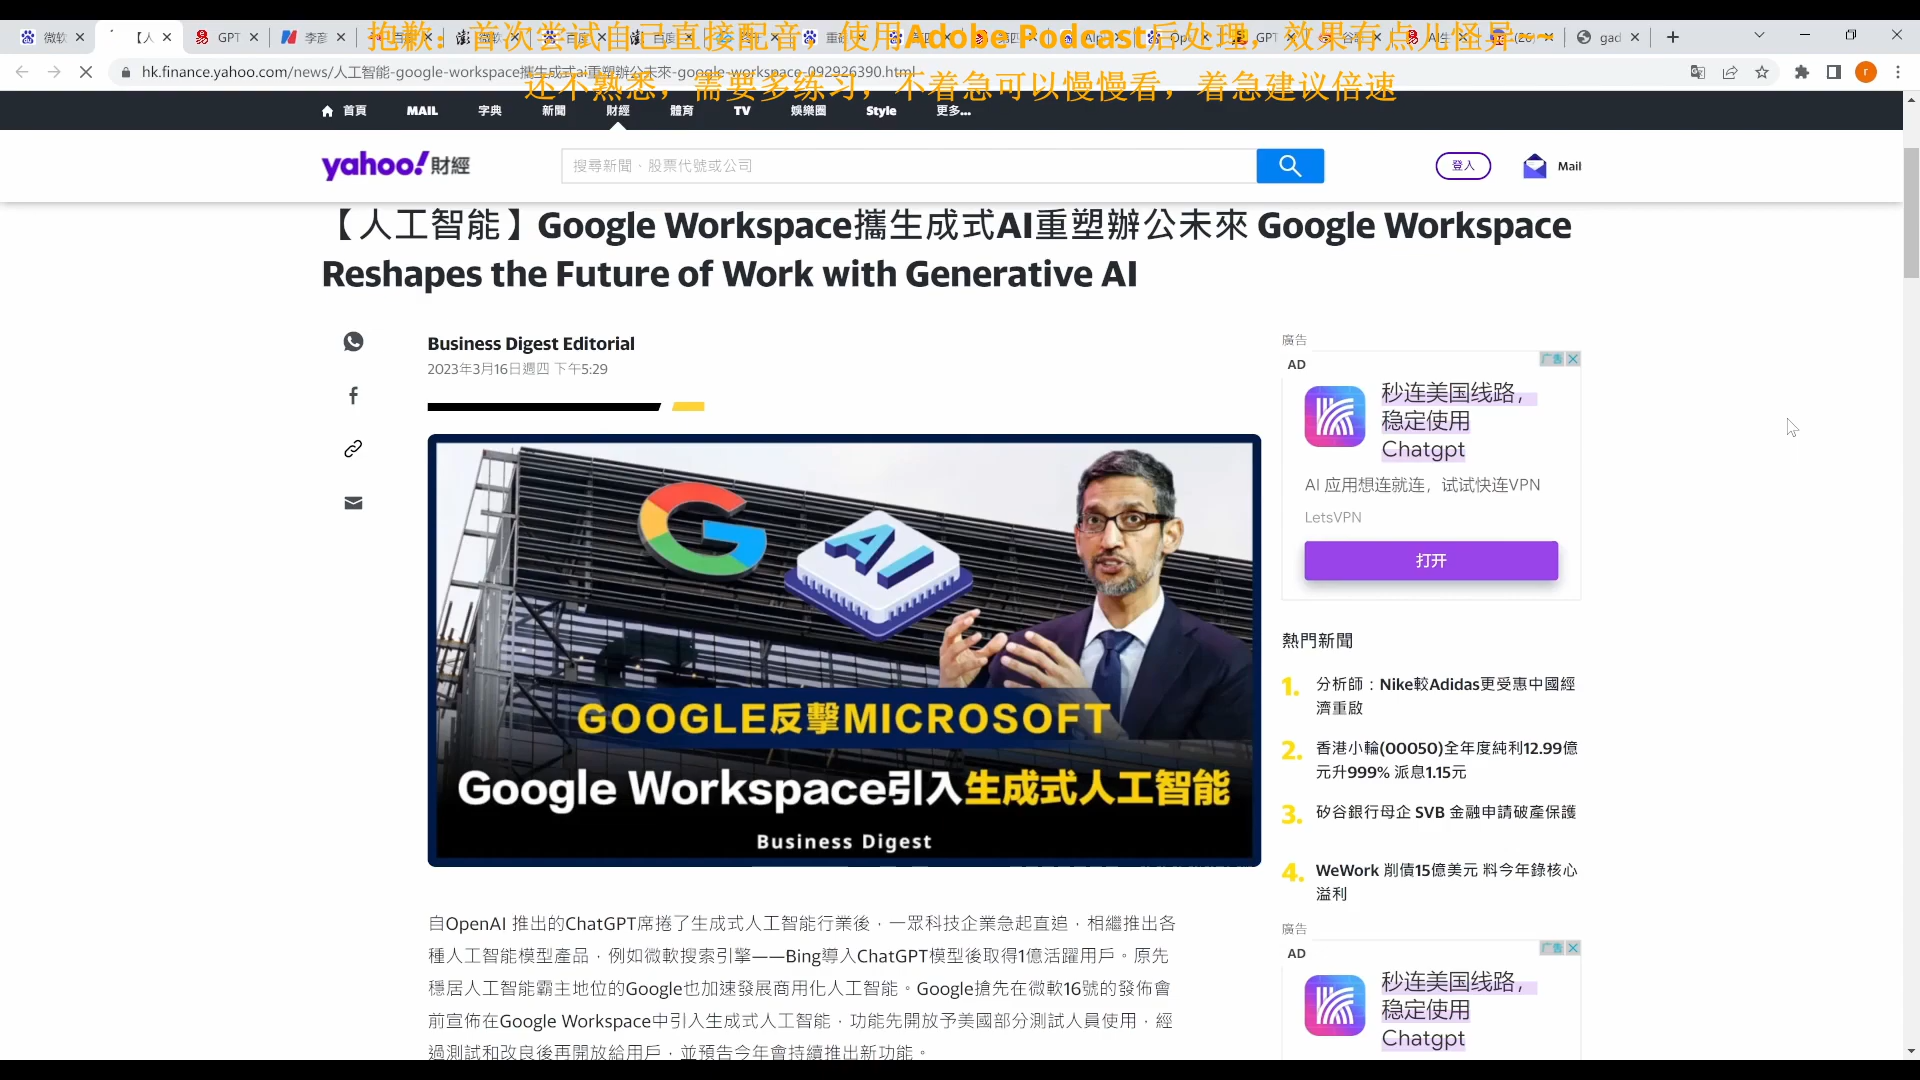 抱歉：首次尝试自己直接配音，使用Adobe Podcast后处理，效果有点儿怪异
还不熟悉，需要多练习，不着急可以慢慢看，着急建议倍速
微软
【人
GPT
李彦
gad
hk.finance.yahoo.com/news/人工智能-google-workspace攜生成式ai重塑辦公未來-google-workspace-092926390.html
首頁 MAIL 字典 新聞 財經 體育 TV 娛樂圈 Style 更多...
yahoo!財經
搜尋新聞、股票代號或公司
登入
Mail
【人工智能】Google Workspace攜生成式AI重塑辦公未來 Google Workspace
Reshapes the Future of Work with Generative AI
Business Digest Editorial
2023年3月16日週四 下午5:29
AI
GOOGLE反擊MICROSOFT
Google Workspace引入生成式人工智能
Business Digest
自OpenAI 推出的ChatGPT席捲了生成式人工智能行業後，一眾科技企業急起直追，相繼推出各
種人工智能模型產品，例如微軟搜索引擎——Bing導入ChatGPT模型後取得1億活躍用戶。原先
穩居人工智能霸主地位的Google也加速發展商用化人工智能。Google搶先在微軟16號的發佈會
前宣佈在Google Workspace中引入生成式人工智能，功能先開放予美國部分測試人員使用，經
過測試和改良後再開放給用戶，並預告今年會持續推出新功能。
廣告
AD
广告
秒连美国线路，
稳定使用
Chatgpt
AI 应用想连就连，试试快连VPN
LetsVPN
打开
熱門新聞
1. 分析師：Nike較Adidas更受惠中國經
濟重啟
2. 香港小輪(00050)全年度純利12.99億
元升999% 派息1.15元
3. 矽谷銀行母企 SVB 金融申請破產保護
4. WeWork 削債15億美元 料今年錄核心
溢利
廣告
AD
广告
秒连美国线路，
稳定使用
Chatgpt